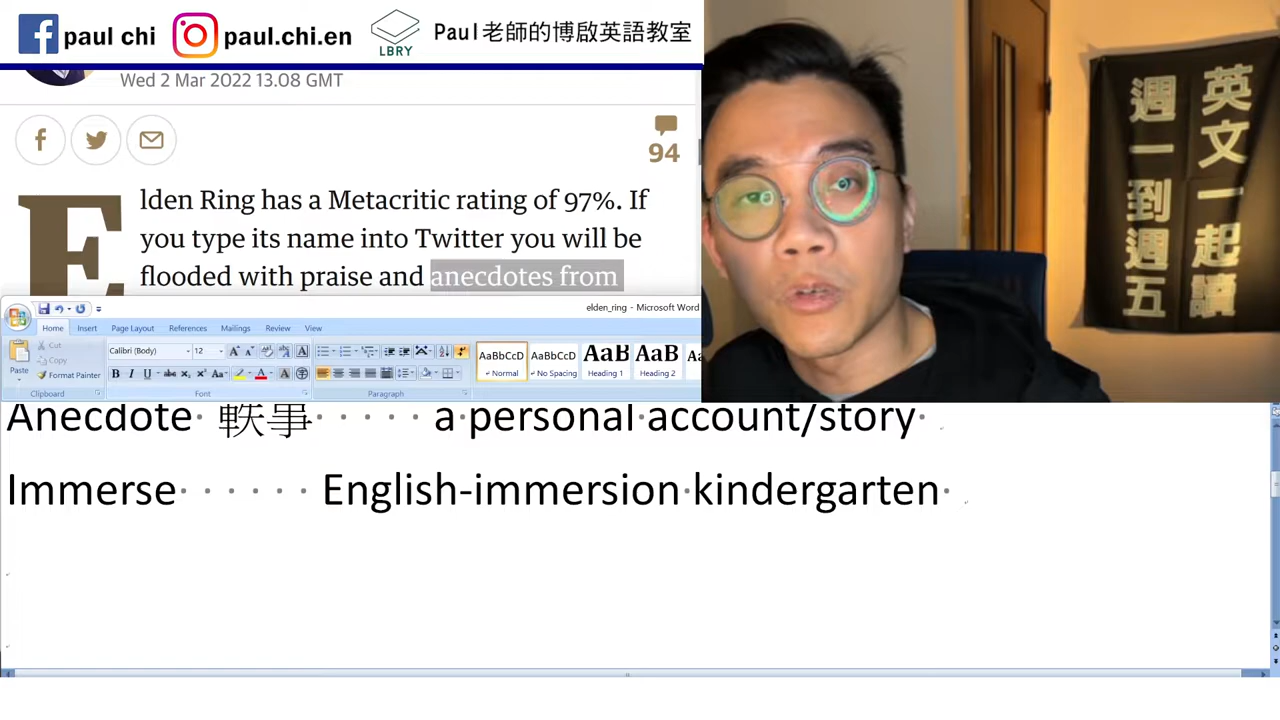 paul chi
paul.chi.en
LBRY
Paul老師的博啟英語教室
Wed 2 Mar 2022 13.08 GMT
94
Elden Ring has a Metacritic rating of 97%. If
you type its name into Twitter you will be
flooded with praise and anecdotes from
英文一起讀
週一到週五
elden_ring - Microsoft Word
Home Insert Page Layout References Mailings Review View
Paste
Cut
Copy
Format Painter
Clipboard
Calibri (Body) 12
Font
Paragraph
AaBbCcD AaBbCcD AaBb AaB Aa
Normal No Spacing Heading 1 Heading 2
Anecdote 軼事 a personal account/story
Immerse English-immersion kindergarten